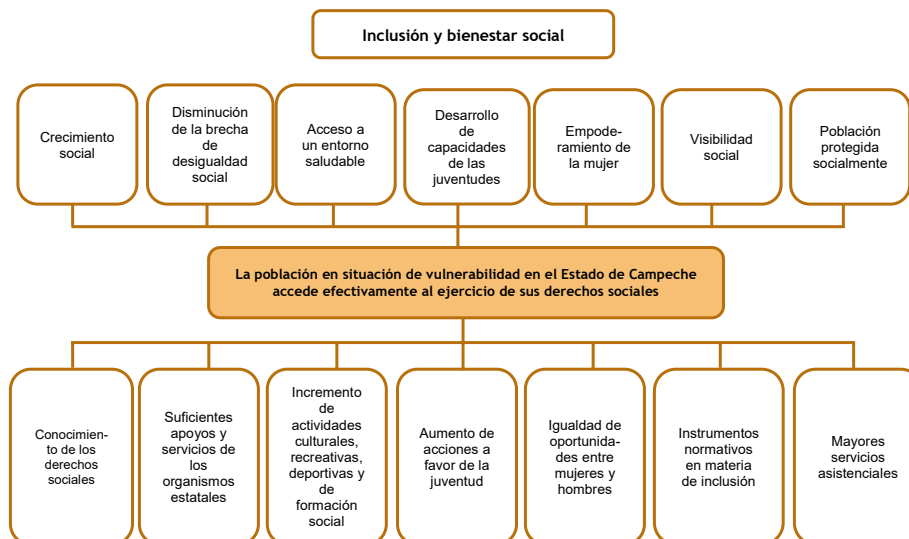 Inclusión y bienestar social
Crecimiento
social
Disminución
de la brecha
de
desigualdad
social
Acceso a
un entorno
saludable
Desarrollo
de
capacidades
de las
juventudes
Empode-
ramiento de
la mujer
Visibilidad
social
Población
protegida
socialmente
La población en situación de vulnerabilidad en el Estado de Campeche
accede efectivamente al ejercicio de sus derechos sociales
Conocimien-
to de los
derechos
sociales
Suficientes
apoyos y
servicios de
los
organismos
estatales
Incremento
de
actividades
culturales,
recreativas,
deportivas y
de
formación
social
Aumento de
acciones a
favor de la
juventud
Igualdad de
oportunida-
des entre
mujeres y
hombres
Instrumentos
normativos
en materia
de inclusión
Mayores
servicios
asistenciales